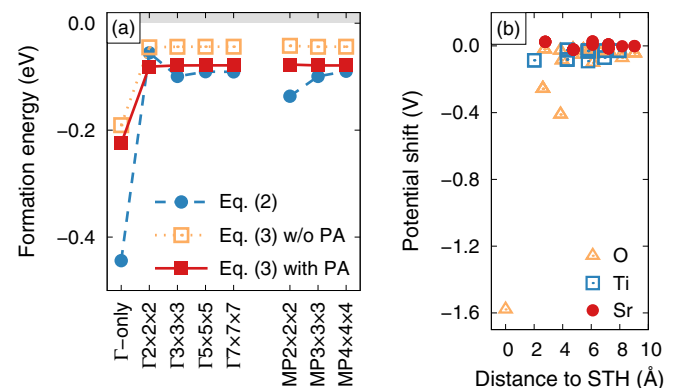 (a)
Formation energy (eV)
0.0
−0.2
−0.4
Eq. (2)
Eq. (3) w/o PA
Eq. (3) with PA
Γ−only
Γ2×2×2
Γ3×3×3
Γ5×5×5
Γ7×7×7
MP2×2×2
MP3×3×3
MP4×4×4
(b)
Potential shift (V)
0.0
−0.4
−0.8
−1.2
−1.6
O
Ti
Sr
0 2 4 6 8 10
Distance to STH (Å)